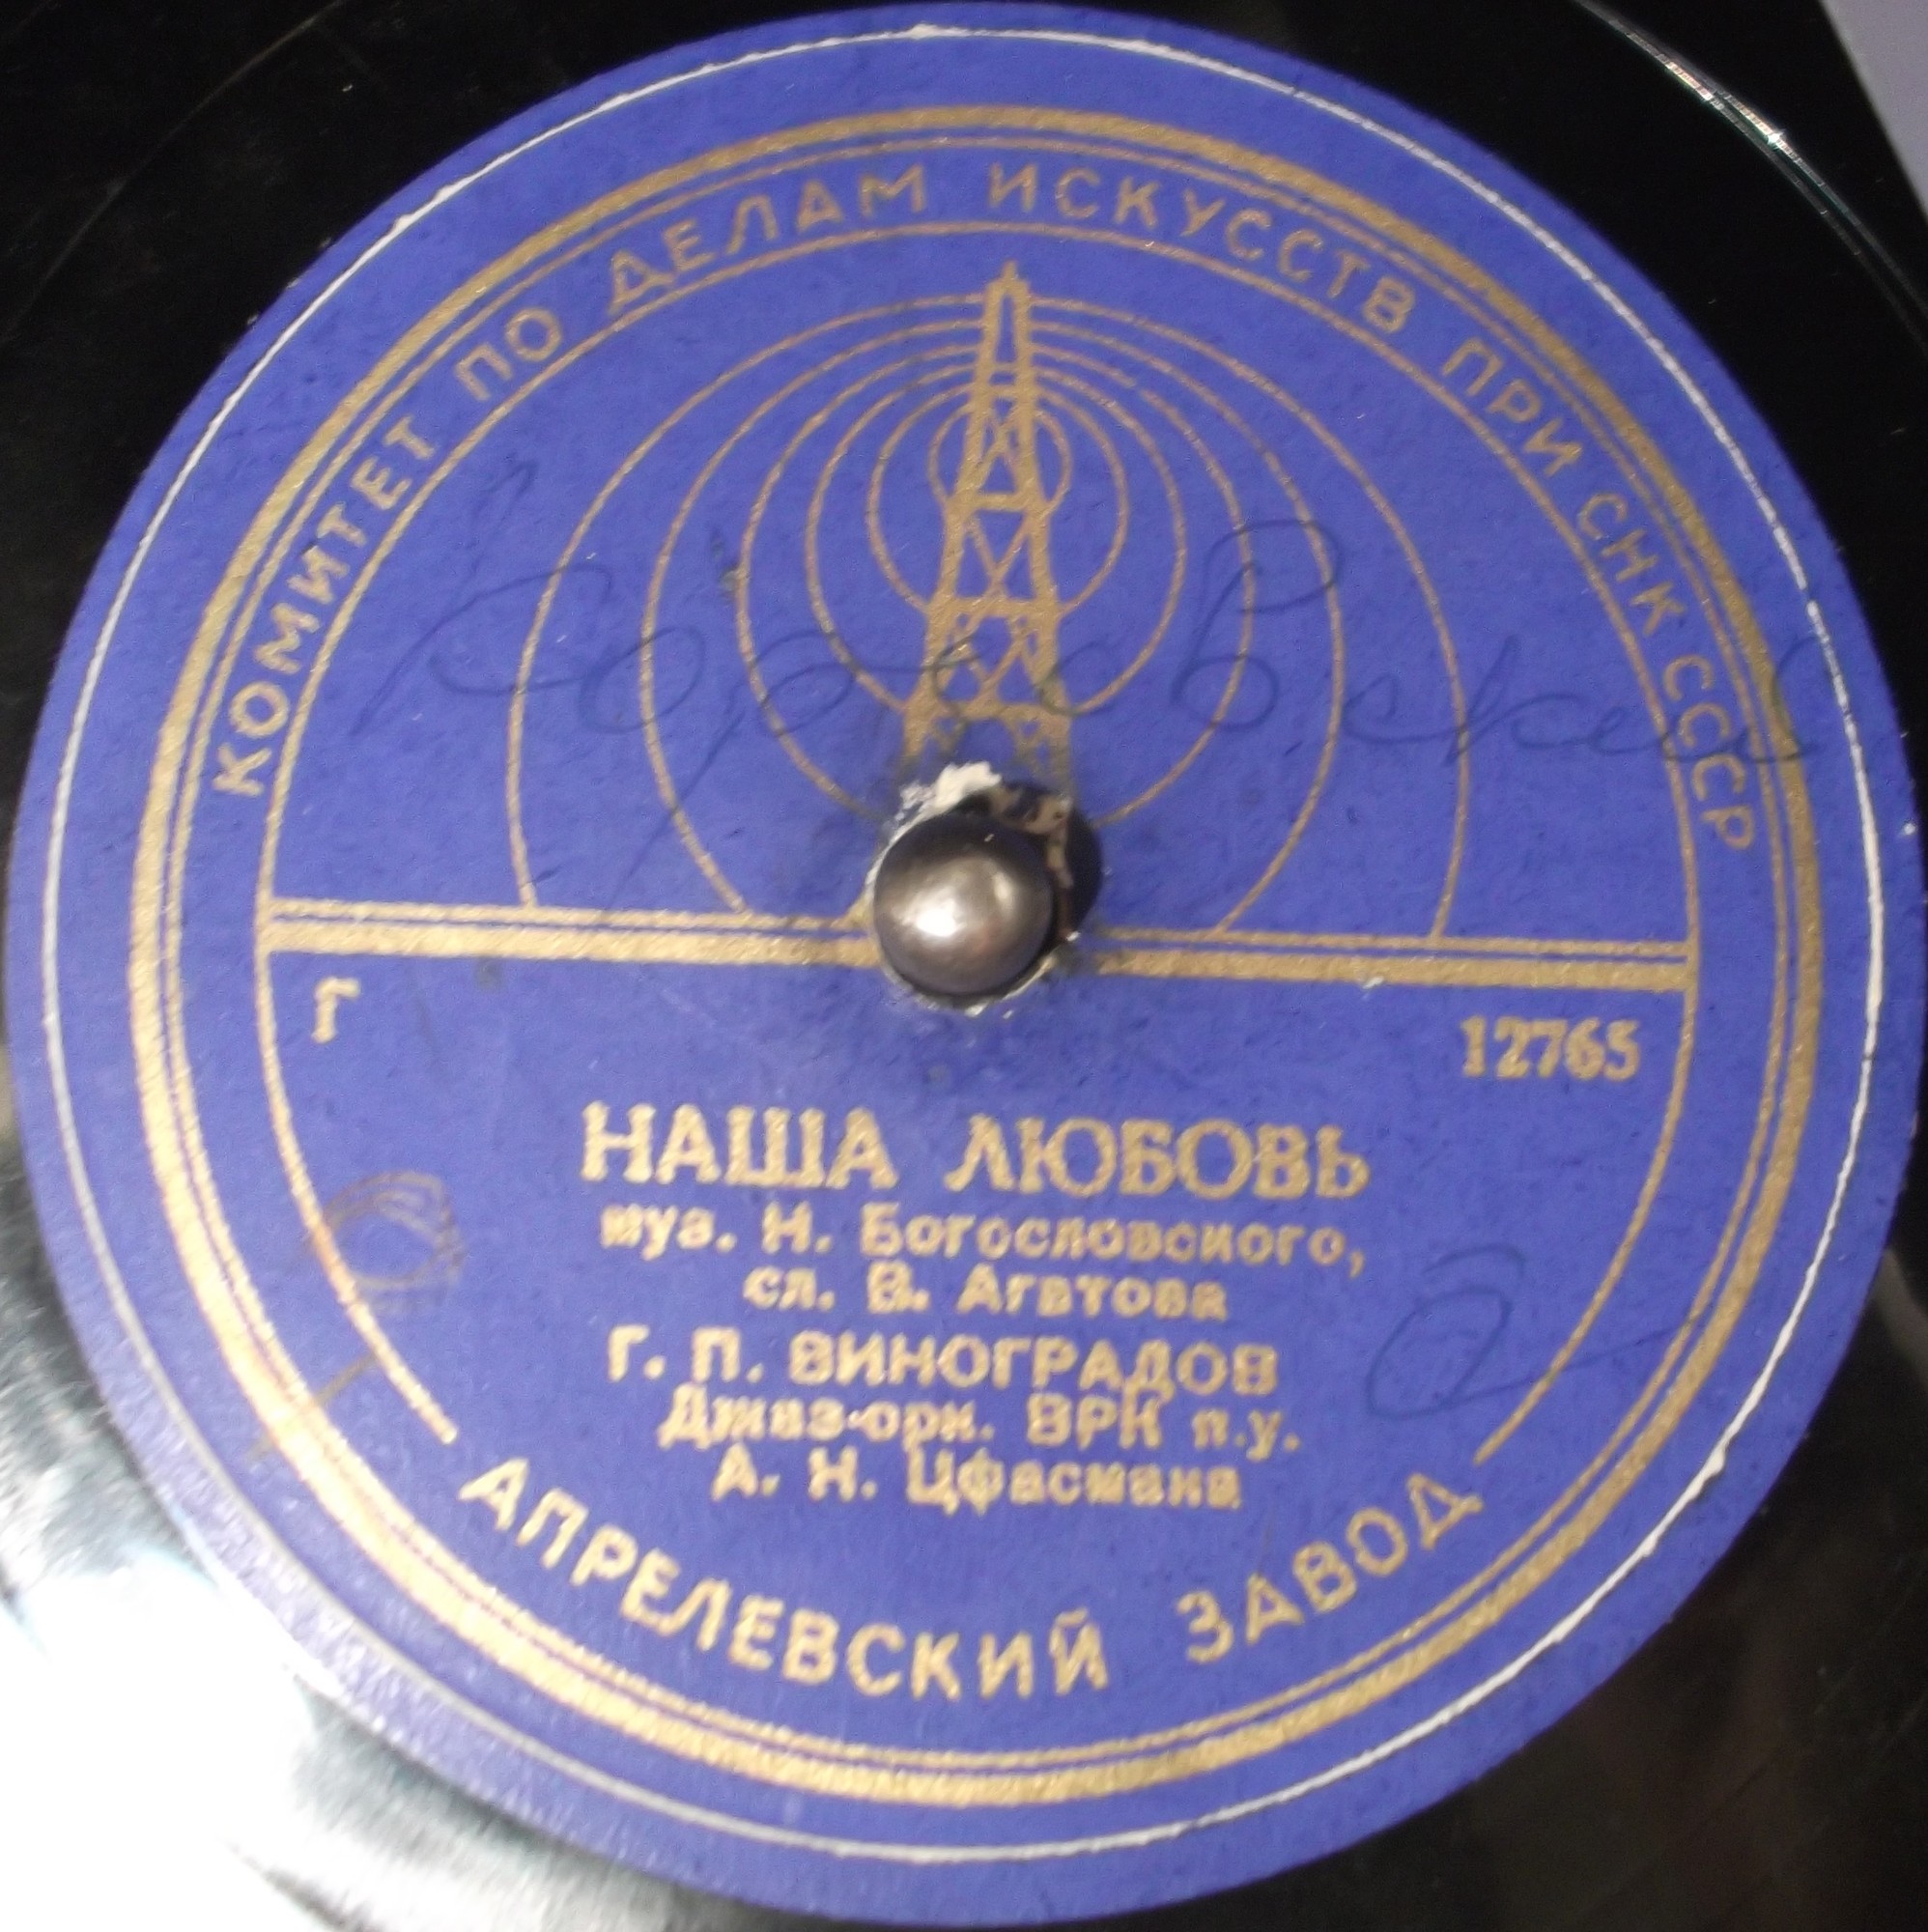 КОМИТЕТ ПО ДЕЛАМ ИСКУССТВ ПРИ СНК СССР
Г
12765
НАША ЛЮБОВЬ
муз. Н. Богословского,
сл. В. Агатова
Г. П. ВИНОГРАДОВ
Джаз-орк. ВРК п.у.
А. Н. Цфасмана
АПРЕЛЕВСКИЙ ЗАВОД